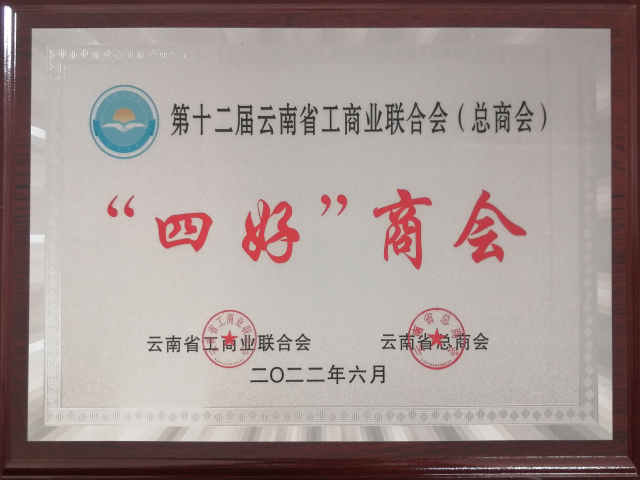 第十二届云南省工商业联合会（总商会）
“四好”商会
云南省工商业联合会 云南省总商会
二〇二二年六月